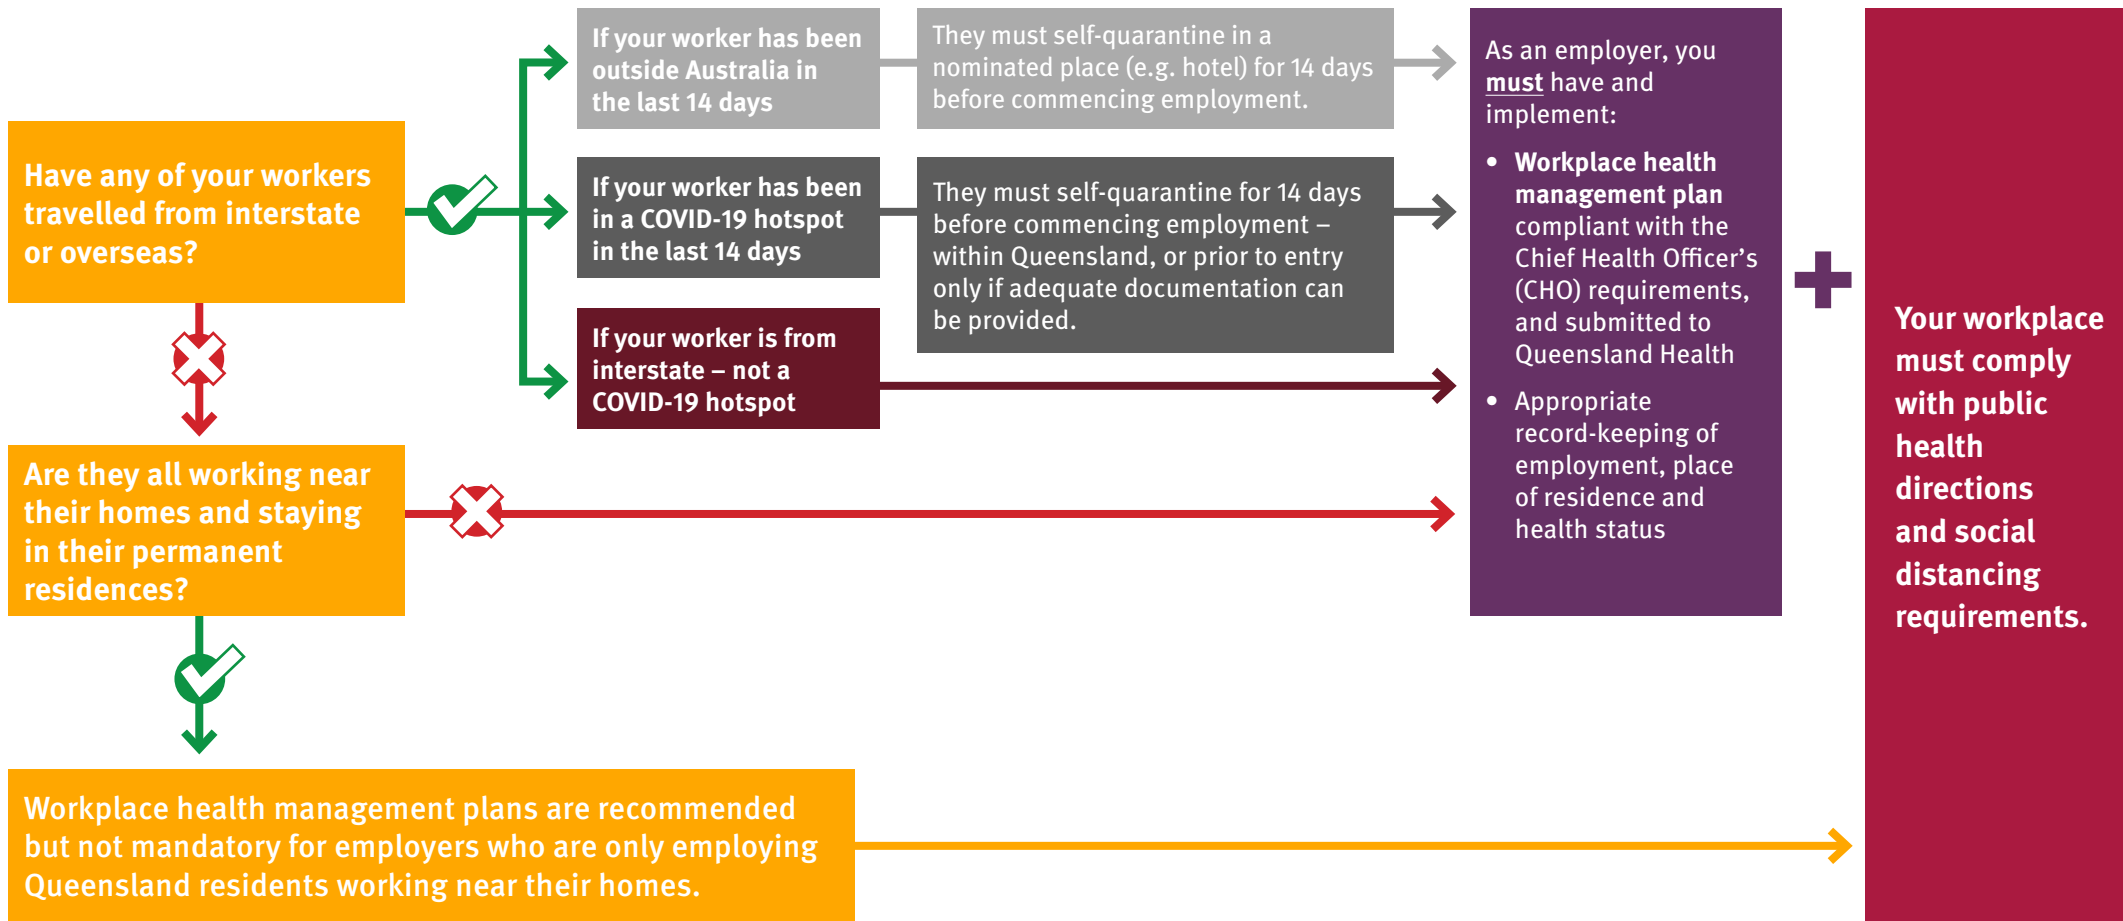 Have any of your workers
travelled from interstate
or overseas?
If your worker has been
outside Australia in
the last 14 days
They must self-quarantine in a
nominated place (e.g. hotel) for 14 days
before commencing employment.
If your worker has been
in a COVID-19 hotspot
in the last 14 days
They must self-quarantine for 14 days
before commencing employment –
within Queensland, or prior to entry
only if adequate documentation can
be provided.
If your worker is from
interstate – not a
COVID-19 hotspot
Are they all working near
their homes and staying
in their permanent
residences?
As an employer, you
must have and
implement:
• Workplace health
management plan
compliant with the
Chief Health Officer’s
(CHO) requirements,
and submitted to
Queensland Health
• Appropriate
record-keeping of
employment, place
of residence and
health status
Your workplace
must comply
with public
health
directions
and social
distancing
requirements.
Workplace health management plans are recommended
but not mandatory for employers who are only employing
Queensland residents working near their homes.